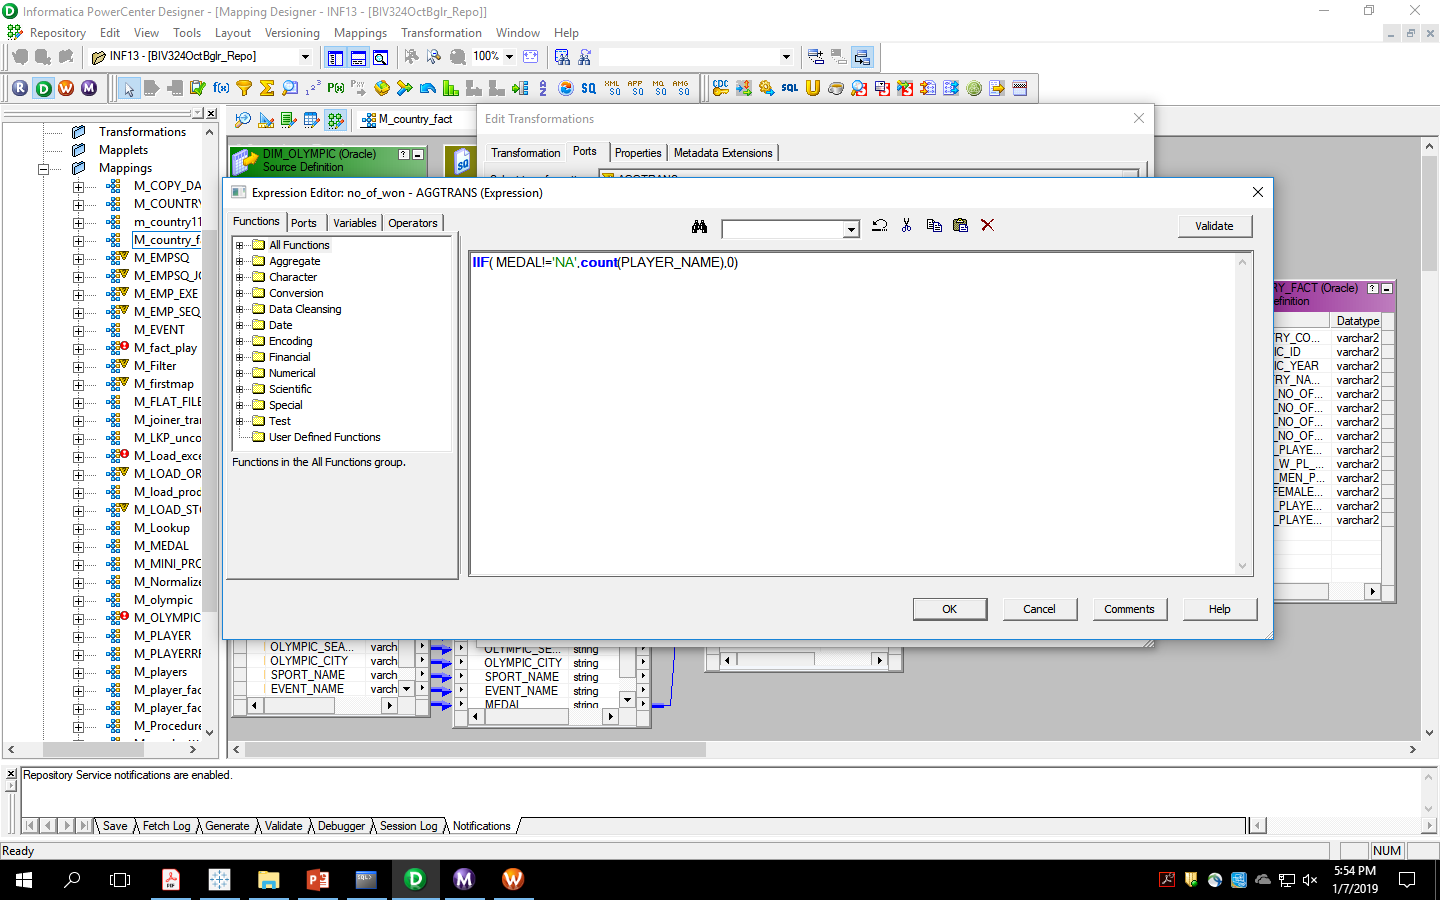 Informatica PowerCenter Designer - [Mapping Designer - INF13 - [BIV324OctBglr_Repo]]
Repository Edit View Tools Layout Versioning Mappings Transformation Window Help
INF13 - [BIV324OctBglr_Repo] 100%
M_country_fact
Transformations
Mapplets
Mappings
M_COPY_DA
M_COUNTRY
m_country11
M_country_fa
M_EMPSQ
M_EMPSQ_JO
M_EMP_EXE
M_EMP_SEQ
M_EVENT
M_fact_play
M_Filter
M_firstmap
M_FLAT_FILE
M_joiner_trar
M_LKP_unco
M_Load_exce
M_LOAD_OR
M_load_prod
M_LOAD_STO
M_Lookup
M_MEDAL
M_MINI_PRO
M_Normalize
M_olympic
M_OLYMPIC
M_PLAYER
M_PLAYERRF
M_players
M_player_fac
M_player_fac
M_Procedure
DIM_OLYMPIC (Oracle)
Source Definition
Edit Transformations
Transformation Ports Properties Metadata Extensions
Expression Editor: no_of_won - AGGTRANS (Expression)
Functions Ports Variables Operators
Validate
All Functions
Aggregate
Character
Conversion
Data Cleansing
Date
Encoding
Financial
Numerical
Scientific
Special
Test
User Defined Functions
Functions in the All Functions group.
IIF( MEDAL!='NA',count(PLAYER_NAME),0)
OK Cancel Comments Help
RY_FACT (Oracle)
efinition
Datatype
RY_CO... varchar2
IC_ID varchar2
IC_YEAR varchar2
RY_NA... varchar2
_NO_OF... varchar2
_NO_OF... varchar2
_NO_OF... varchar2
_NO_OF... varchar2
_PLAYE... varchar2
_W_PL_... varchar2
_MEN_P... varchar2
FEMALE... varchar2
_PLAYE... varchar2
_PLAYE... varchar2
OLYMPIC_SEA... varch
OLYMPIC_CITY varch
SPORT_NAME varch
EVENT_NAME varch
OLYMPIC_SE... string
OLYMPIC_CITY string
SPORT_NAME string
EVENT_NAME string
MEDAL string
Repository Service notifications are enabled.
Save Fetch Log Generate Validate Debugger Session Log Notifications
Ready
NUM
5:54 PM
1/7/2019